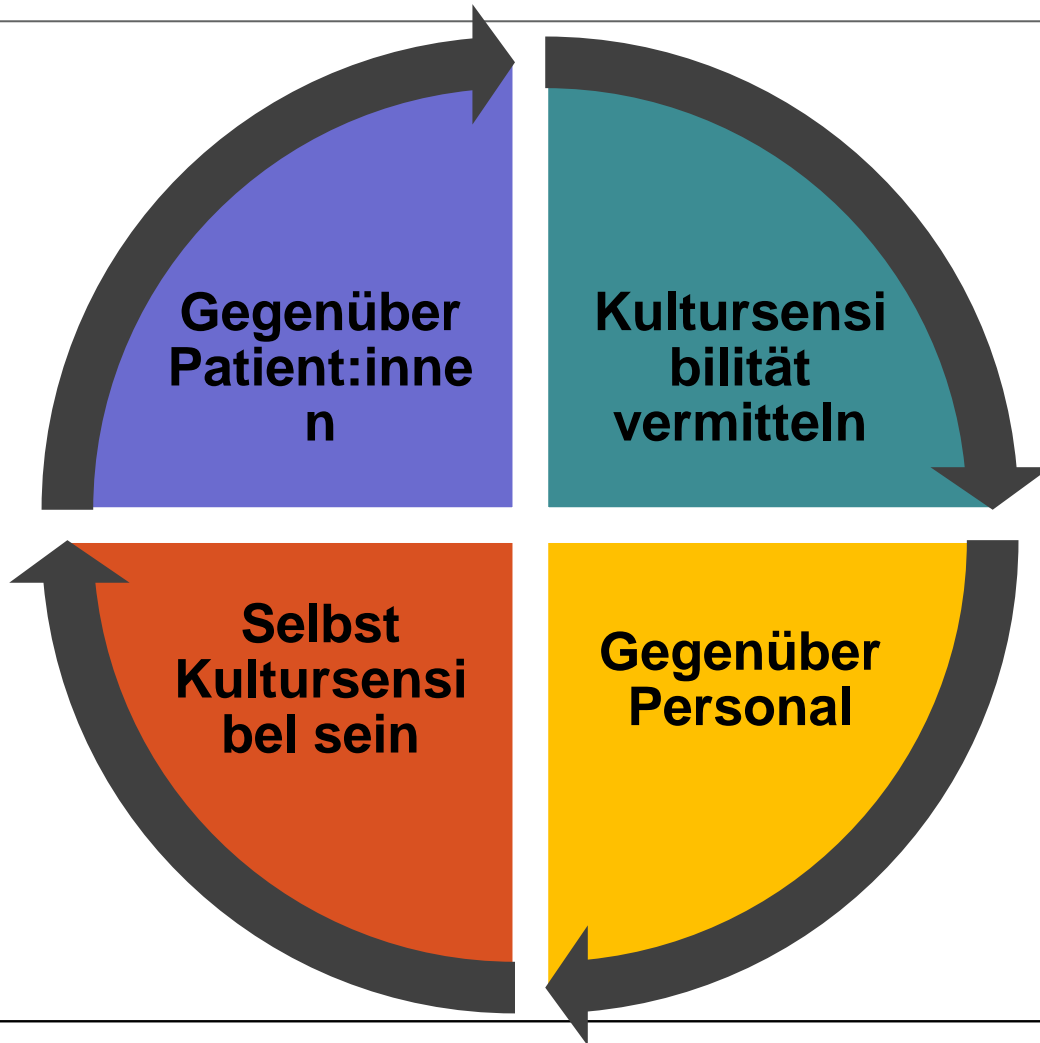 Gegenüber
Patient:inne
n
Kultursensi
bilität
vermitteln
Selbst
Kultursensi
bel sein
Gegenüber
Personal